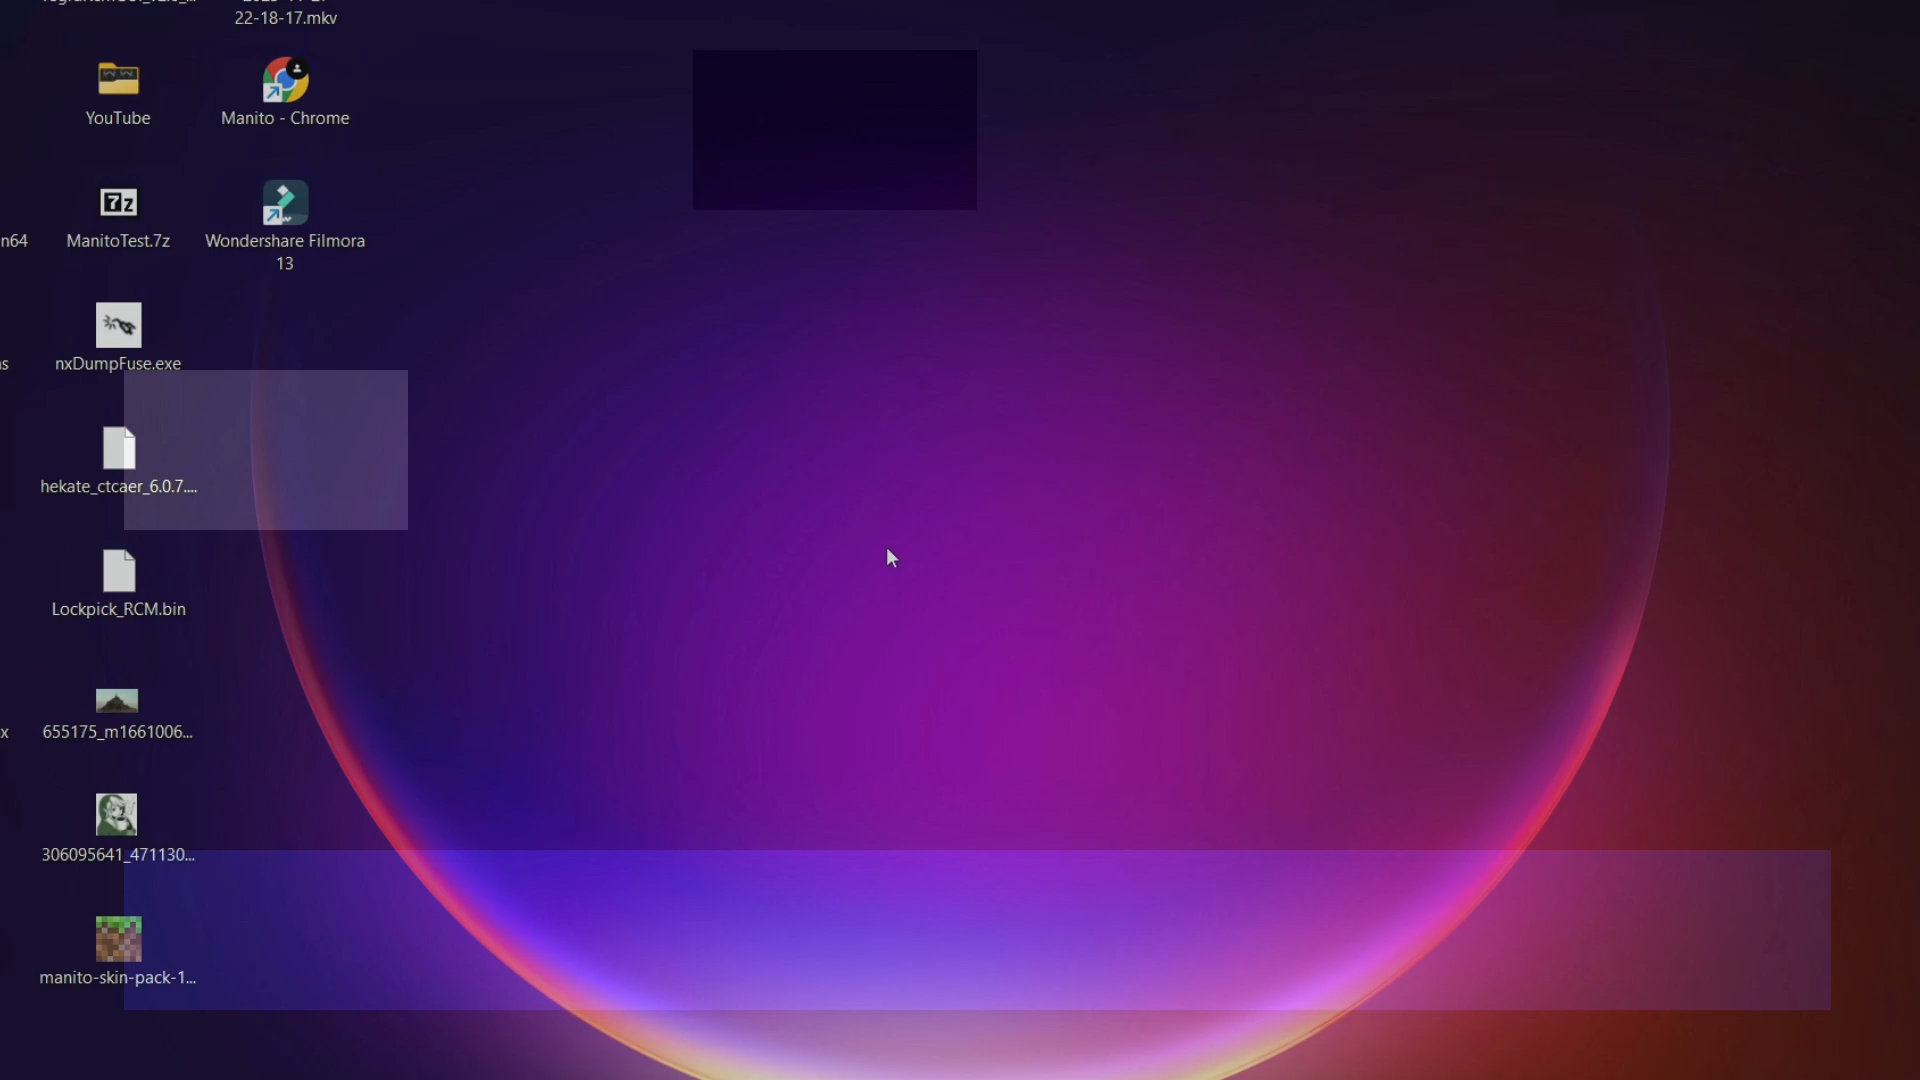 22-18-17.mkv
YouTube
Manito - Chrome
n64
ManitoTest.7z
Wondershare Filmora
13
nxDumpFuse.exe
hekate_ctcaer_6.0.7....
Lockpick_RCM.bin
x
655175_m1661006...
306095641_471130...
manito-skin-pack-1...